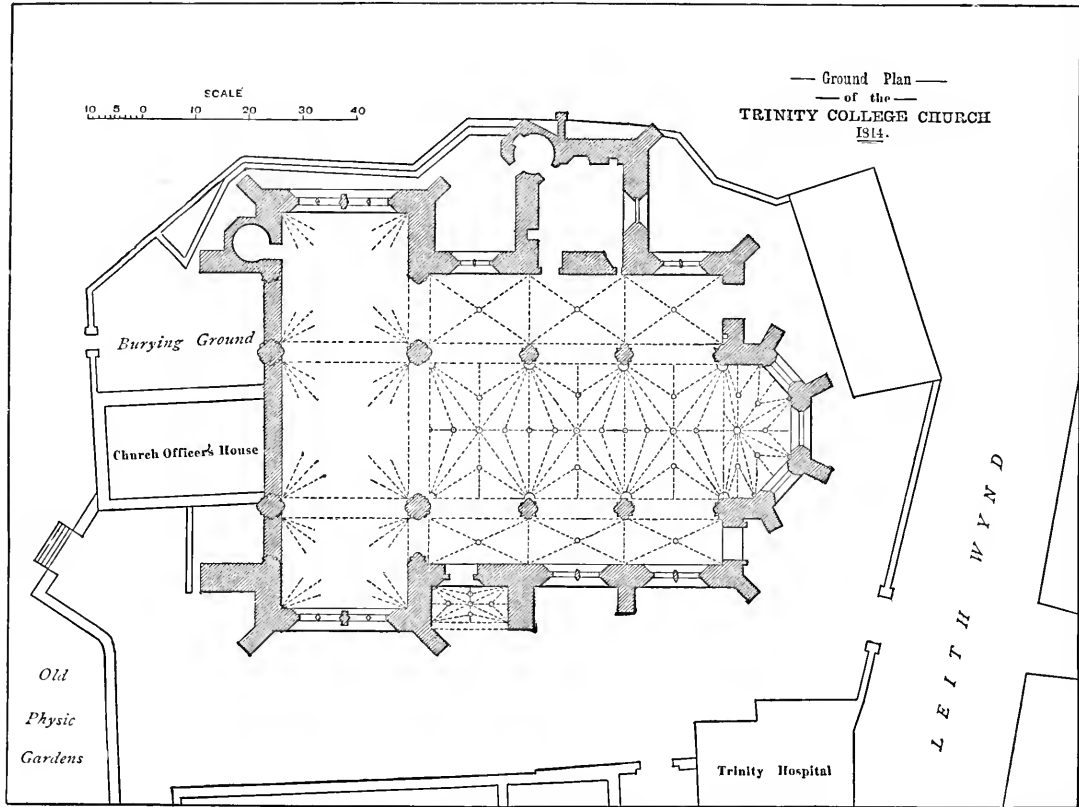 — Ground Plan —
— of the —
TRINITY COLLEGE CHURCH
1814.
SCALE
10 5 0 10 20 30 40
Burying Ground
Church Officer's House
Old
Physic
Gardens
LEITH WYND
Trinity Hospital